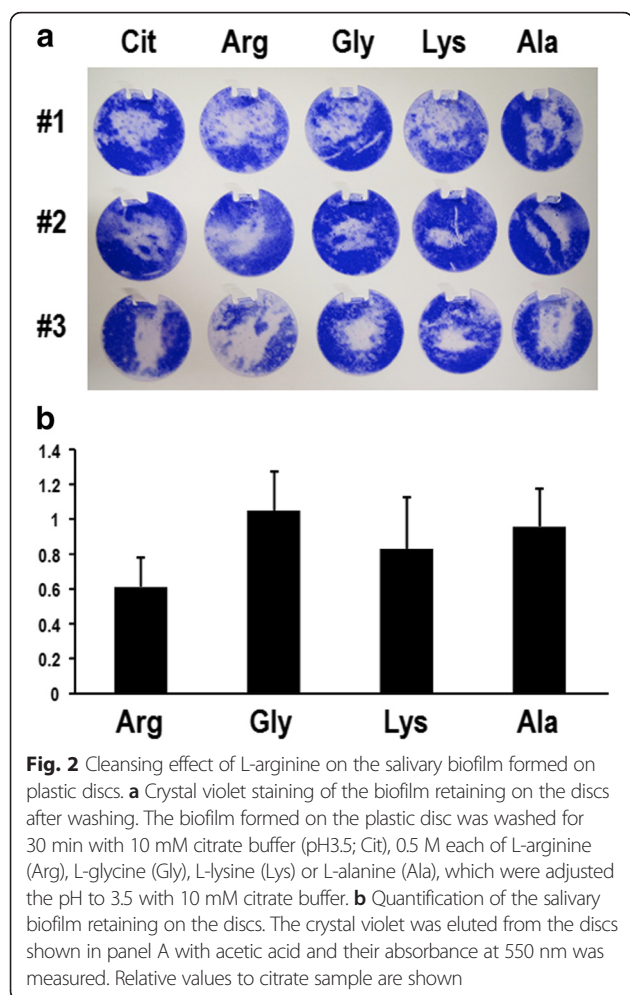 a
Cit Arg Gly Lys Ala
#1
#2
#3
b
1.4
1.2
1
0.8
0.6
0.4
0.2
0
Arg Gly Lys Ala
Fig. 2 Cleansing effect of L-arginine on the salivary biofilm formed on
plastic discs. a Crystal violet staining of the biofilm retaining on the discs
after washing. The biofilm formed on the plastic disc was washed for
30 min with 10 mM citrate buffer (pH3.5; Cit), 0.5 M each of L-arginine
(Arg), L-glycine (Gly), L-lysine (Lys) or L-alanine (Ala), which were adjusted
the pH to 3.5 with 10 mM citrate buffer. b Quantification of the salivary
biofilm retaining on the discs. The crystal violet was eluted from the discs
shown in panel A with acetic acid and their absorbance at 550 nm was
measured. Relative values to citrate sample are shown